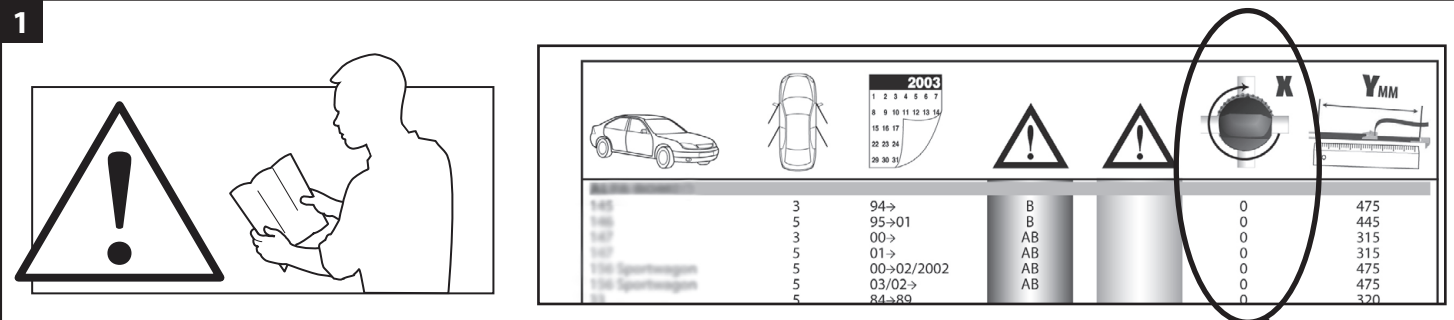 1
2003
1 2 3 4 5 6 7
8 9 10 11 12 13 14
15 16 17
22 23 24
29 30 31
X
YMM
3 94→ B 0 475
5 95→01 B 0 445
3 00→ AB 0 315
5 01→ AB 0 315
Sportwagon 5 00→02/2002 AB 0 475
Sportwagon 5 03/02→ AB 0 475
5 84→89 0 320